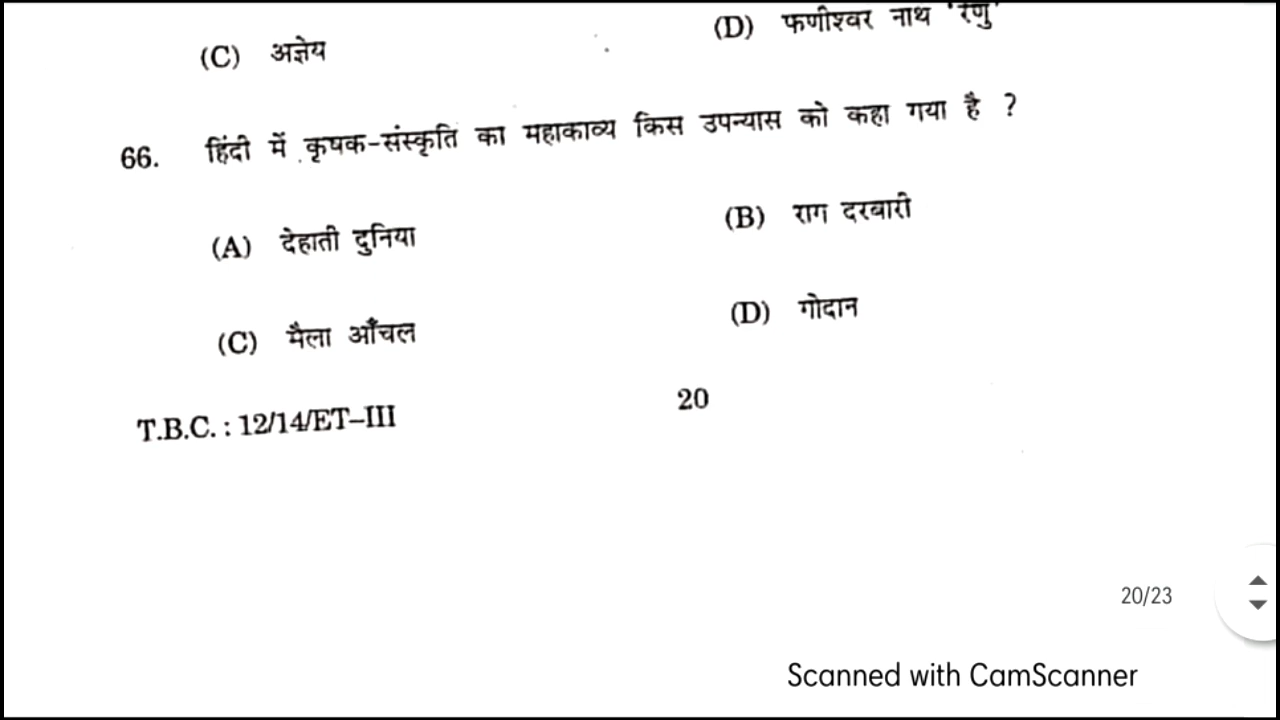 (C) अज्ञेय (D) फणीश्वर नाथ 'रेणु'
66. हिंदी में कृषक-संस्कृति का महाकाव्य किस उपन्यास को कहा गया है ?
(A) देहाती दुनिया (B) राग दरबारी
(C) मैला आँचल (D) गोदान
T.B.C. : 12/14/ET–III 20
20/23
Scanned with CamScanner